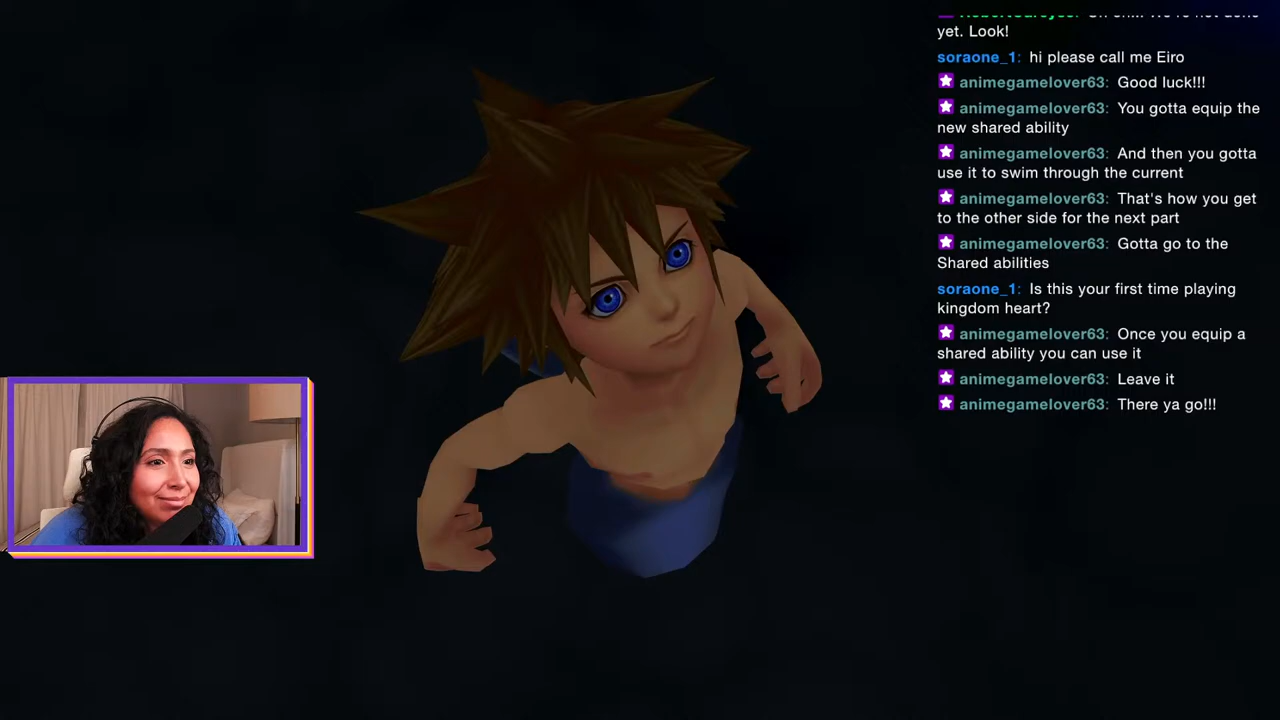 yet. Look!
soraone_1: hi please call me Eiro
animegamelover63: Good luck!!!
animegamelover63: You gotta equip the
new shared ability
animegamelover63: And then you gotta
use it to swim through the current
animegamelover63: That's how you get
to the other side for the next part
animegamelover63: Gotta go to the
Shared abilities
soraone_1: Is this your first time playing
kingdom heart?
animegamelover63: Once you equip a
shared ability you can use it
animegamelover63: Leave it
animegamelover63: There ya go!!!